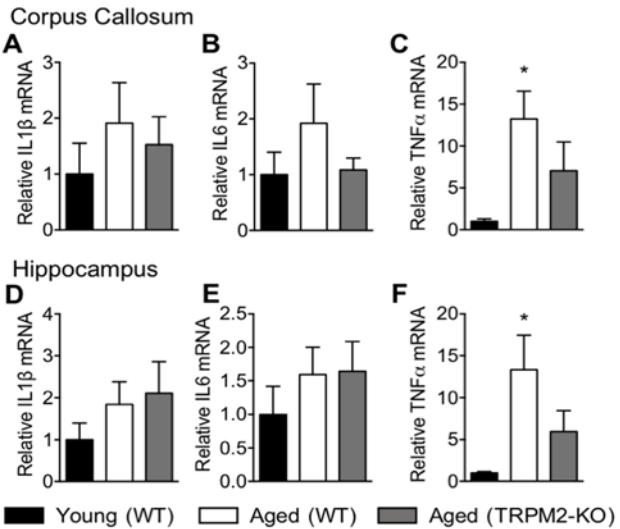 Corpus Callosum
A
B
C
Relative IL1β mRNA
3
2
1
0
Relative IL6 mRNA
3
2
1
0
Relative TNFα mRNA
20
15
10
5
0
*
Hippocampus
D
E
F
Relative IL1β mRNA
4
3
2
1
0
Relative IL6 mRNA
2.5
2.0
1.5
1.0
0.5
0.0
Relative TNFα mRNA
20
15
10
5
0
*
Young (WT)
Aged (WT)
Aged (TRPM2-KO)